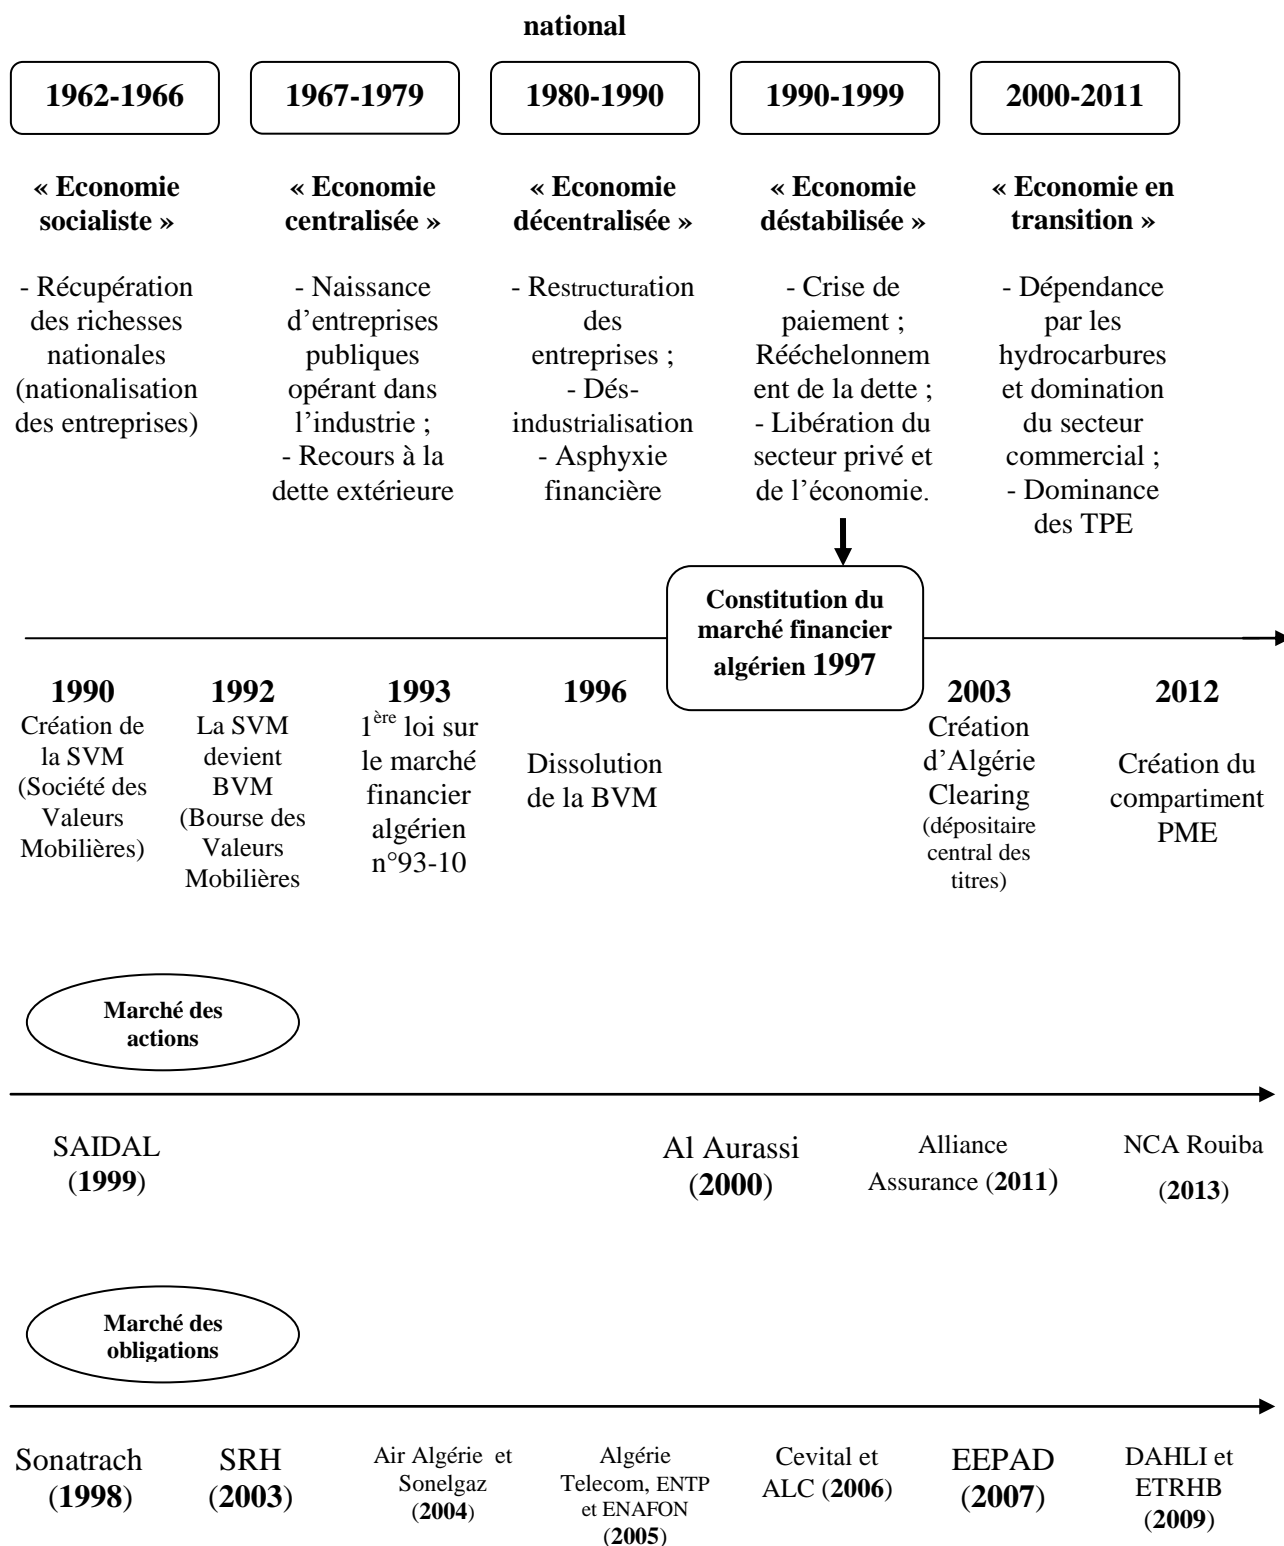 national
1962-1966
1967-1979
1980-1990
1990-1999
2000-2011
« Economie
socialiste »
« Economie
centralisée »
« Economie
décentralisée »
« Economie
déstabilisée »
« Economie en
transition »
- Récupération
des richesses
nationales
(nationalisation
des entreprises)
- Naissance
d’entreprises
publiques
opérant dans
l’industrie ;
- Recours à la
dette extérieure
- Restructuration
des
entreprises ;
- Dés-
industrialisation
- Asphyxie
financière
- Crise de
paiement ;
Rééchelonnem
ent de la dette ;
- Libération du
secteur privé et
de l’économie.
- Dépendance
par les
hydrocarbures
et domination
du secteur
commercial ;
- Dominance
des TPE
Constitution du
marché financier
algérien 1997
1990
Création de
la SVM
(Société des
Valeurs
Mobilières)
1992
La SVM
devient
BVM
(Bourse des
Valeurs
Mobilières
1993
1ère loi sur
le marché
financier
algérien
n°93-10
1996
Dissolution
de la BVM
2003
Création
d’Algérie
Clearing
(dépositaire
central des
titres)
2012
Création du
compartiment
PME
Marché des
actions
SAIDAL
(1999)
Al Aurassi
(2000)
Alliance
Assurance (2011)
NCA Rouiba
(2013)
Marché des
obligations
Sonatrach
(1998)
SRH
(2003)
Air Algérie et
Sonelgaz
(2004)
Algérie
Telecom, ENTP
et ENAFON
(2005)
Cevital et
ALC (2006)
EEPAD
(2007)
DAHLI et
ETRHB
(2009)